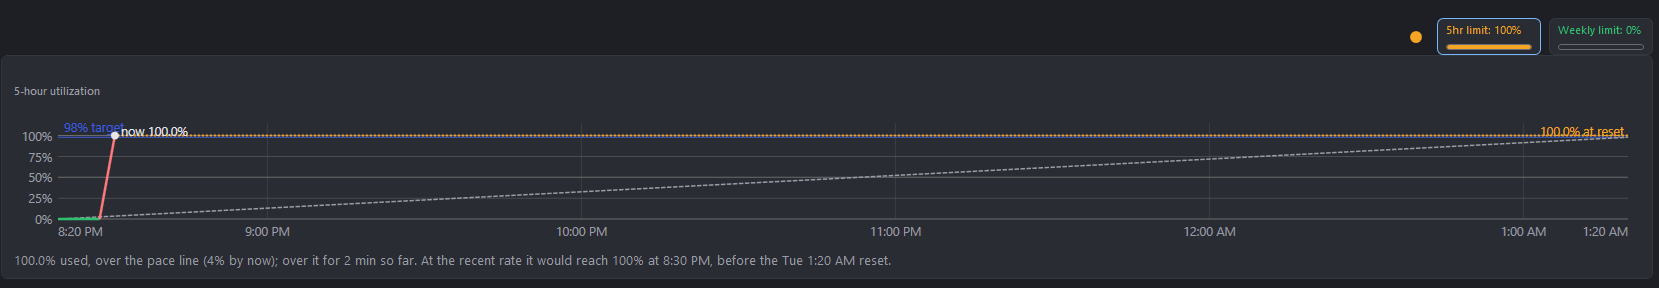 5hr limit: 100%
Weekly limit: 0%
5-hour utilization
98% target
now 100.0%
100.0% at reset
100%
75%
50%
25%
0%
8:20 PM
9:00 PM
10:00 PM
11:00 PM
12:00 AM
1:00 AM
1:20 AM
100.0% used, over the pace line (4% by now); over it for 2 min so far. At the recent rate it would reach 100% at 8:30 PM, before the Tue 1:20 AM reset.